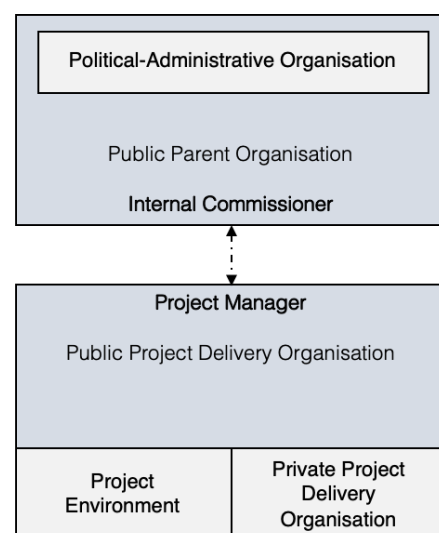 Political-Administrative Organisation
Public Parent Organisation
Internal Commissioner
Project Manager
Public Project Delivery Organisation
Project
Environment
Private Project
Delivery
Organisation